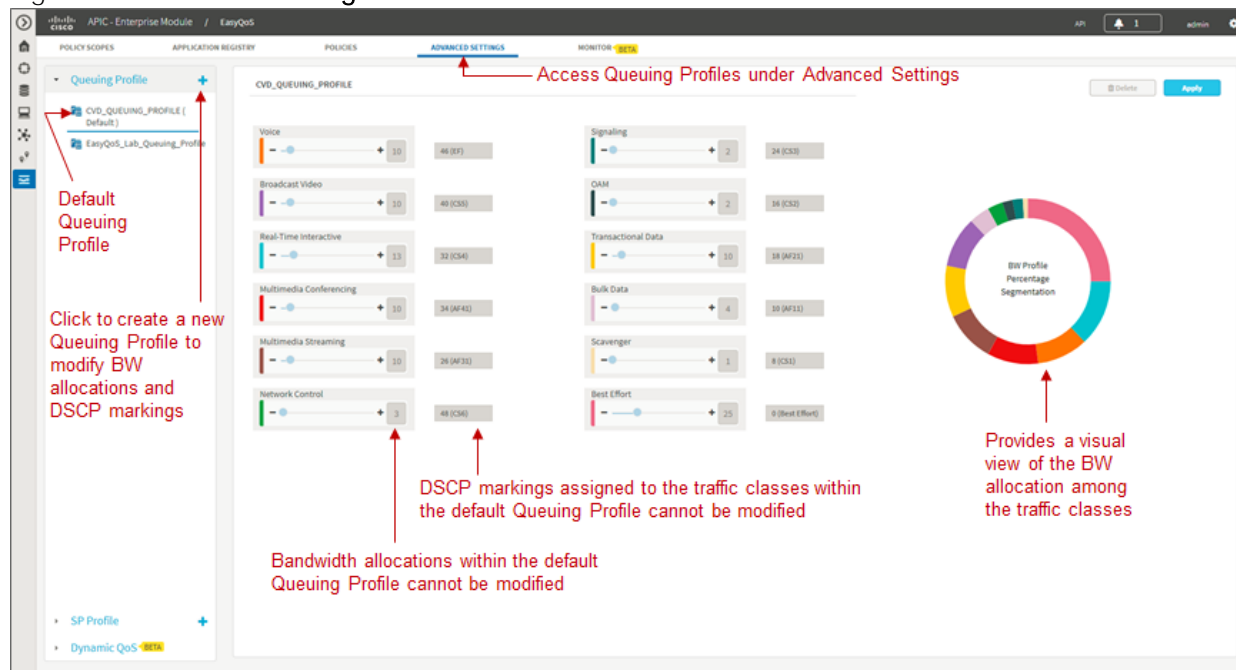 cisco APIC - Enterprise Module / EasyQoS
API 1 admin
POLICY SCOPES APPLICATION REGISTRY POLICIES ADVANCED SETTINGS MONITOR BETA
Access Queuing Profiles under Advanced Settings
Queuing Profile +
CVD_QUEUING_PROFILE (
Default)
EasyQoS_Lab_Queuing_Profile
Default
Queuing
Profile
Click to create a new
Queuing Profile to
modify BW
allocations and
DSCP markings
SP Profile +
Dynamic QoS BETA
CVD_QUEUING_PROFILE
Delete Apply
Voice
- + 10 46 (EF)
Signaling
- + 2 24 (CS3)
Broadcast Video
- + 10 40 (CS5)
OAM
- + 2 16 (CS2)
Real-Time Interactive
- + 13 32 (CS4)
Transactional Data
- + 10 18 (AF21)
Multimedia Conferencing
- + 10 34 (AF41)
Bulk Data
- + 4 10 (AF11)
Multimedia Streaming
- + 10 26 (AF31)
Scavenger
- + 1 8 (CS1)
Network Control
- + 3 48 (CS6)
Best Effort
- + 25 0 (Best Effort)
BW Profile
Percentage
Segmentation
Provides a visual
view of the BW
allocation among
the traffic classes
DSCP markings assigned to the traffic classes within
the default Queuing Profile cannot be modified
Bandwidth allocations within the default
Queuing Profile cannot be modified